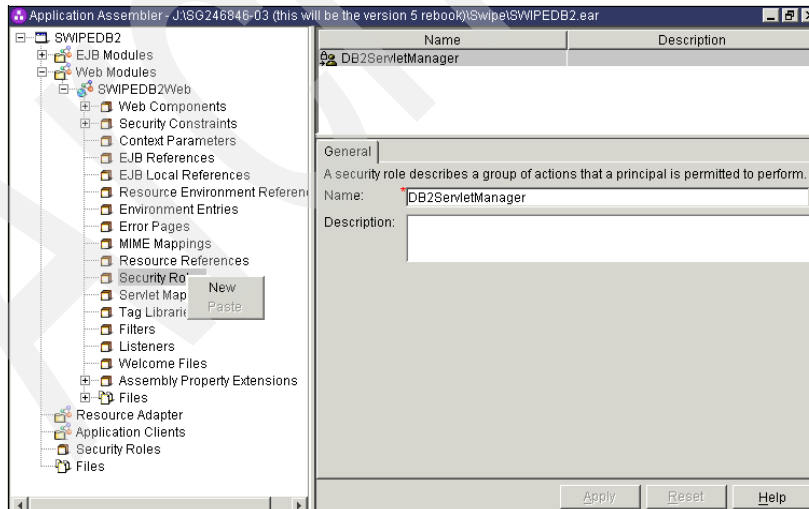 Application Assembler - J:\SG246846-03 (this will be the version 5 rebook)\Swipe\SWIPEDB2.ear
SWIPEDB2
EJB Modules
Web Modules
SWIPEDB2Web
Web Components
Security Constraints
Context Parameters
EJB References
EJB Local References
Resource Environment Referen
Environment Entries
Error Pages
MIME Mappings
Resource References
Security Ro
Servlet Map
Tag Librarie
Filters
Listeners
Welcome Files
Assembly Property Extensions
Files
Resource Adapter
Application Clients
Security Roles
Files
New
Paste
Name Description
DB2ServletManager
General
A security role describes a group of actions that a principal is permitted to perform.
Name: *DB2ServletManager
Description:
Apply Reset Help